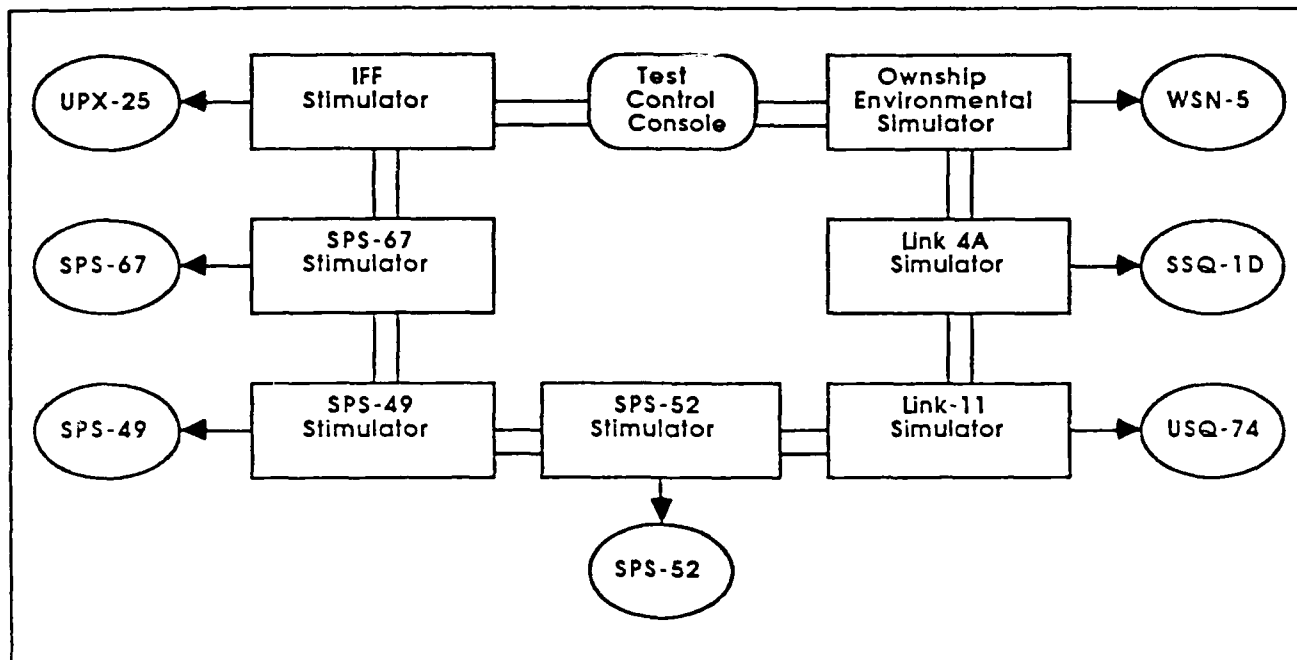 UPX-25
IFF
Stimulator
Test
Control
Console
Ownship
Environmental
Simulator
WSN-5
SPS-67
SPS-67
Stimulator
Link 4A
Simulator
SSQ-1D
SPS-49
SPS-49
Stimulator
SPS-52
Stimulator
Link-11
Simulator
USQ-74
SPS-52